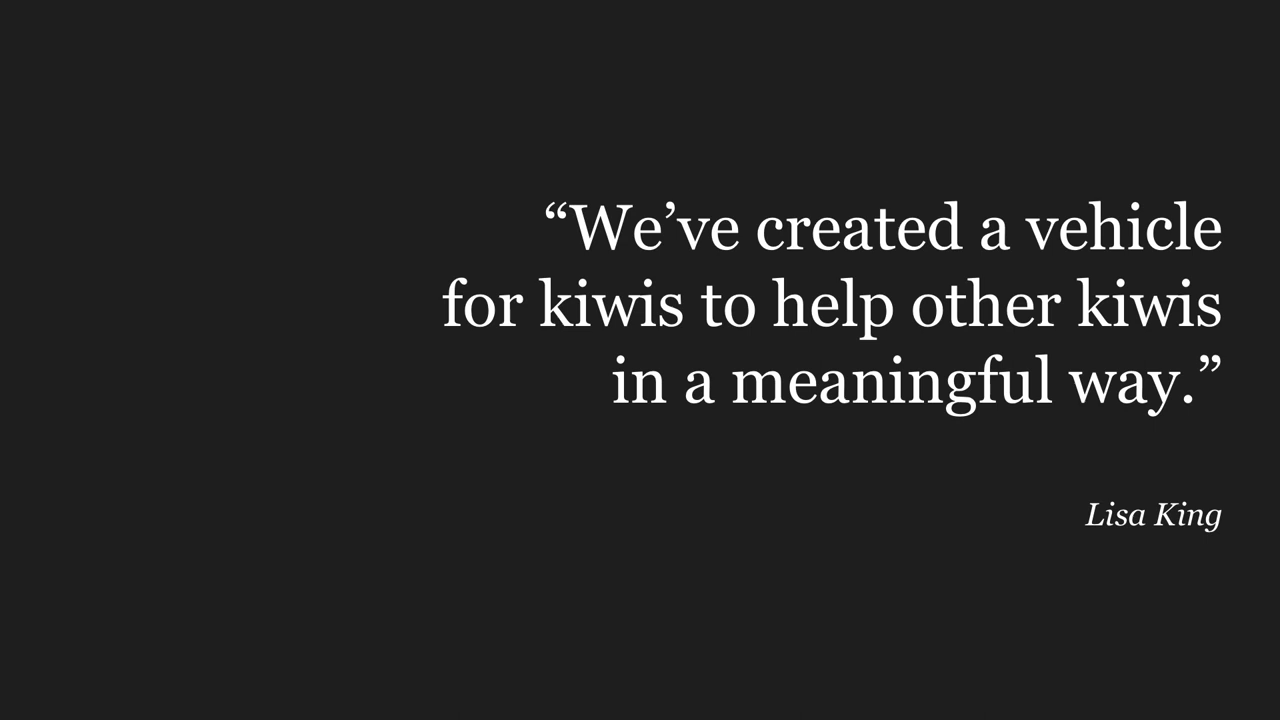 “We’ve created a vehicle
for kiwis to help other kiwis
in a meaningful way.”
Lisa King